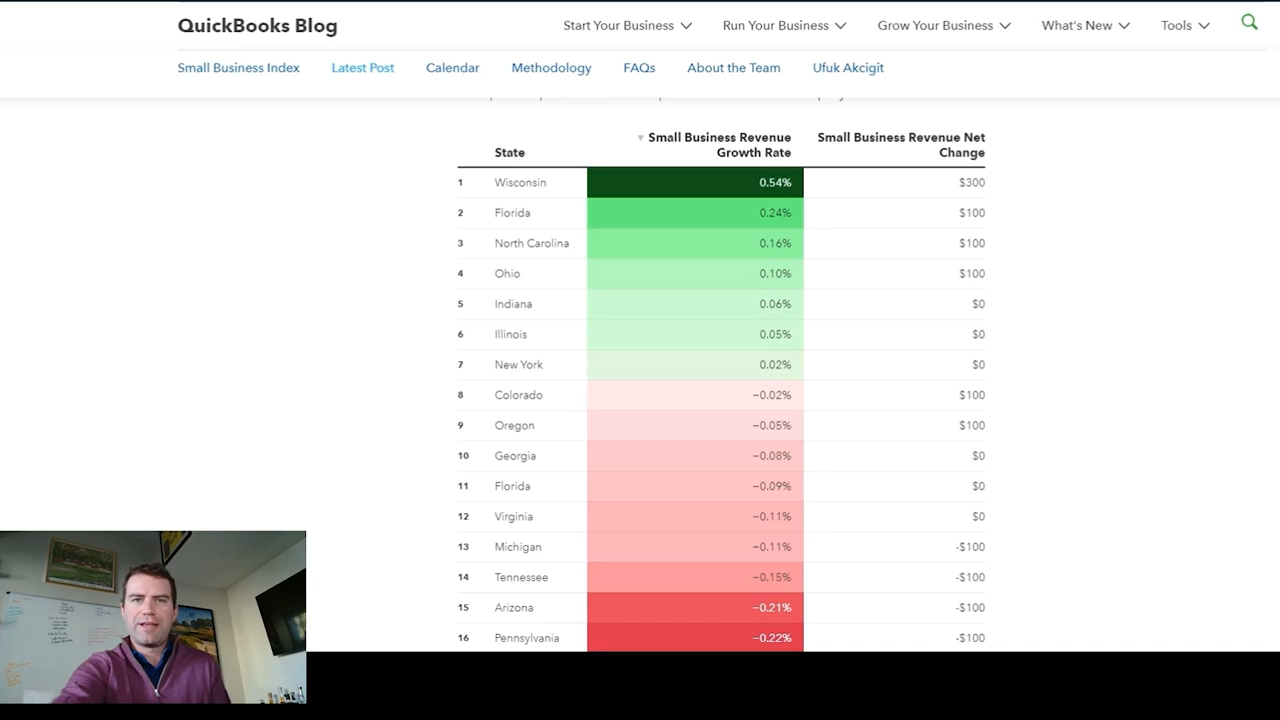 QuickBooks Blog
Start Your Business
Run Your Business
Grow Your Business
What's New
Tools
Small Business Index
Latest Post
Calendar
Methodology
FAQs
About the Team
Ufuk Akcigit
State
▼ Small Business Revenue
Growth Rate
Small Business Revenue Net
Change
1 Wisconsin 0.54% $300
2 Florida 0.24% $100
3 North Carolina 0.16% $100
4 Ohio 0.10% $100
5 Indiana 0.06% $0
6 Illinois 0.05% $0
7 New York 0.02% $0
8 Colorado −0.02% $100
9 Oregon −0.05% $100
10 Georgia −0.08% $0
11 Florida −0.09% $0
12 Virginia −0.11% $0
13 Michigan −0.11% -$100
14 Tennessee −0.15% -$100
15 Arizona −0.21% -$100
16 Pennsylvania −0.22% -$100